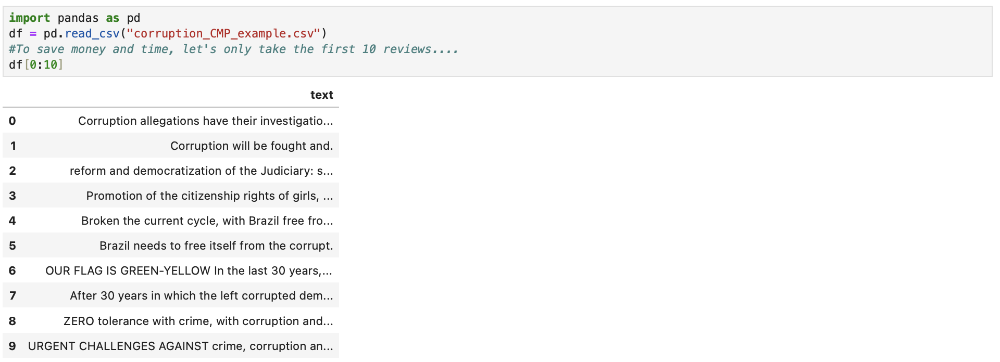 import pandas as pd
df = pd.read_csv("corruption_CMP_example.csv")
#To save money and time, let's only take the first 10 reviews....
df[0:10]
text
0 Corruption allegations have their investigatio...
1 Corruption will be fought and.
2 reform and democratization of the Judiciary: s...
3 Promotion of the citizenship rights of girls, ...
4 Broken the current cycle, with Brazil free fro...
5 Brazil needs to free itself from the corrupt.
6 OUR FLAG IS GREEN-YELLOW In the last 30 years,...
7 After 30 years in which the left corrupted dem...
8 ZERO tolerance with crime, with corruption and...
9 URGENT CHALLENGES AGAINST crime, corruption an...